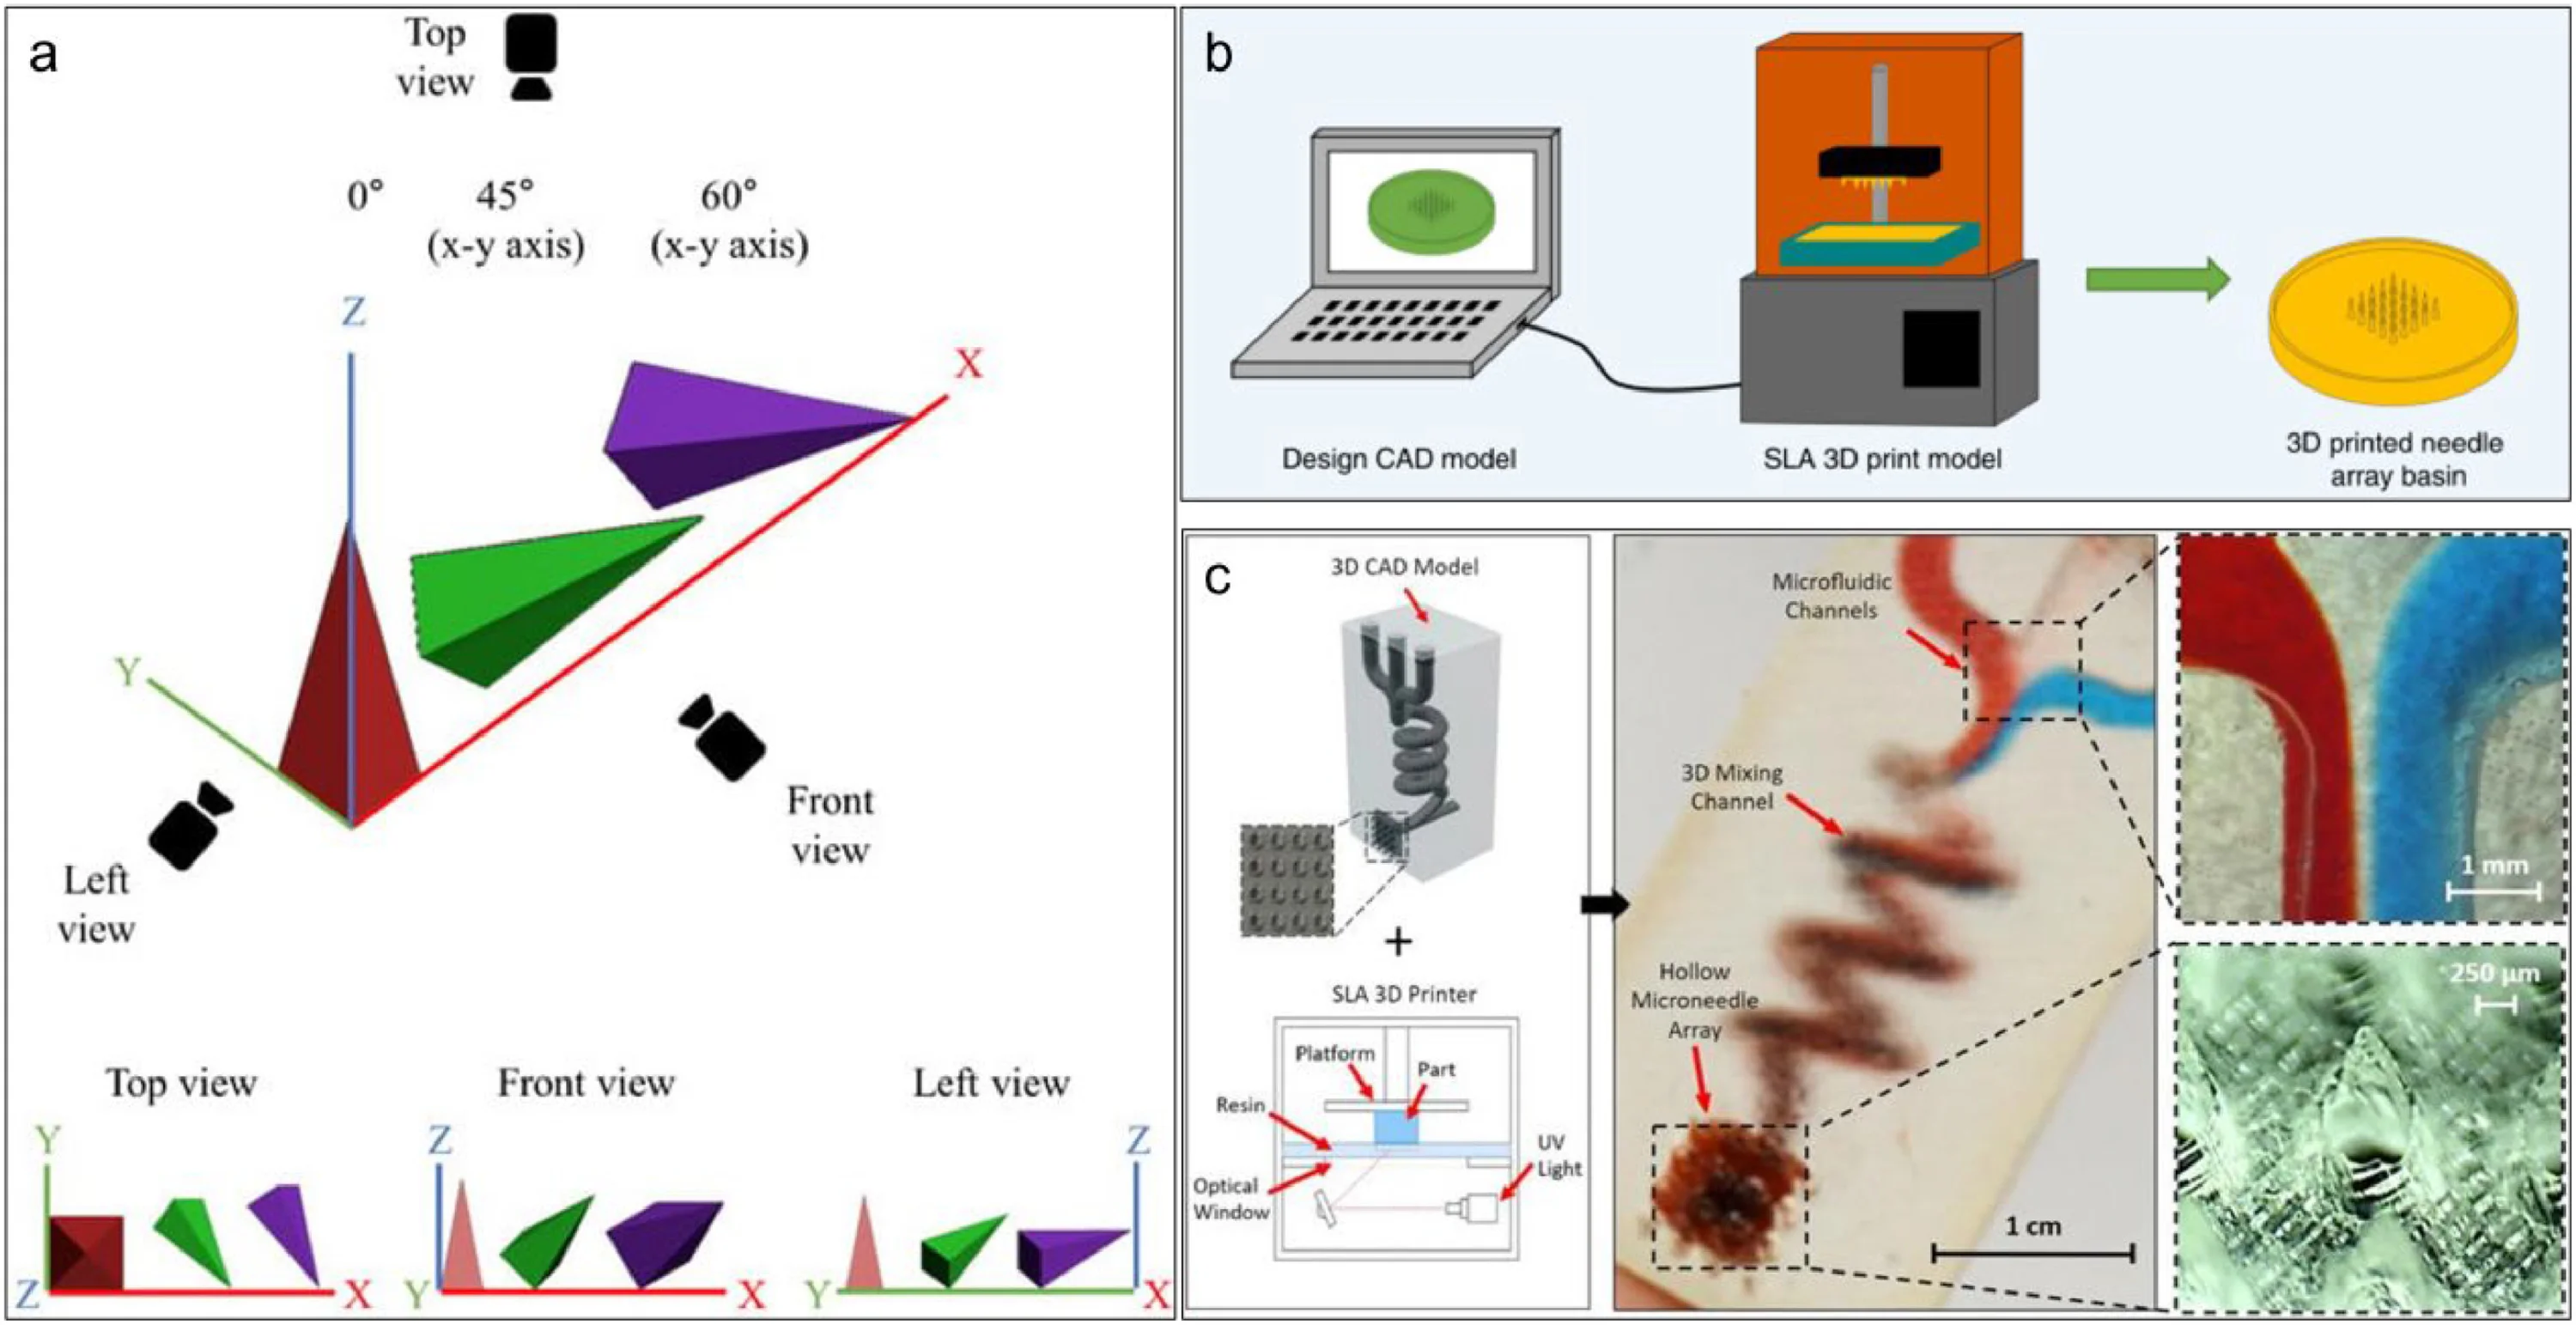 a
Top
view
0°
45°
(x-y axis)
60°
(x-y axis)
Z
X
Y
Front
view
Left
view
Top view
Y
Z
X
Front view
Z
Y
X
Left view
Z
Y
X
b
Design CAD model
SLA 3D print model
3D printed needle
array basin
c
3D CAD Model
+
SLA 3D Printer
Platform
Part
Resin
UV
Light
Optical
Window
Microfluidic
Channels
3D Mixing
Channel
Hollow
Microneedle
Array
1 cm
1 mm
250 µm